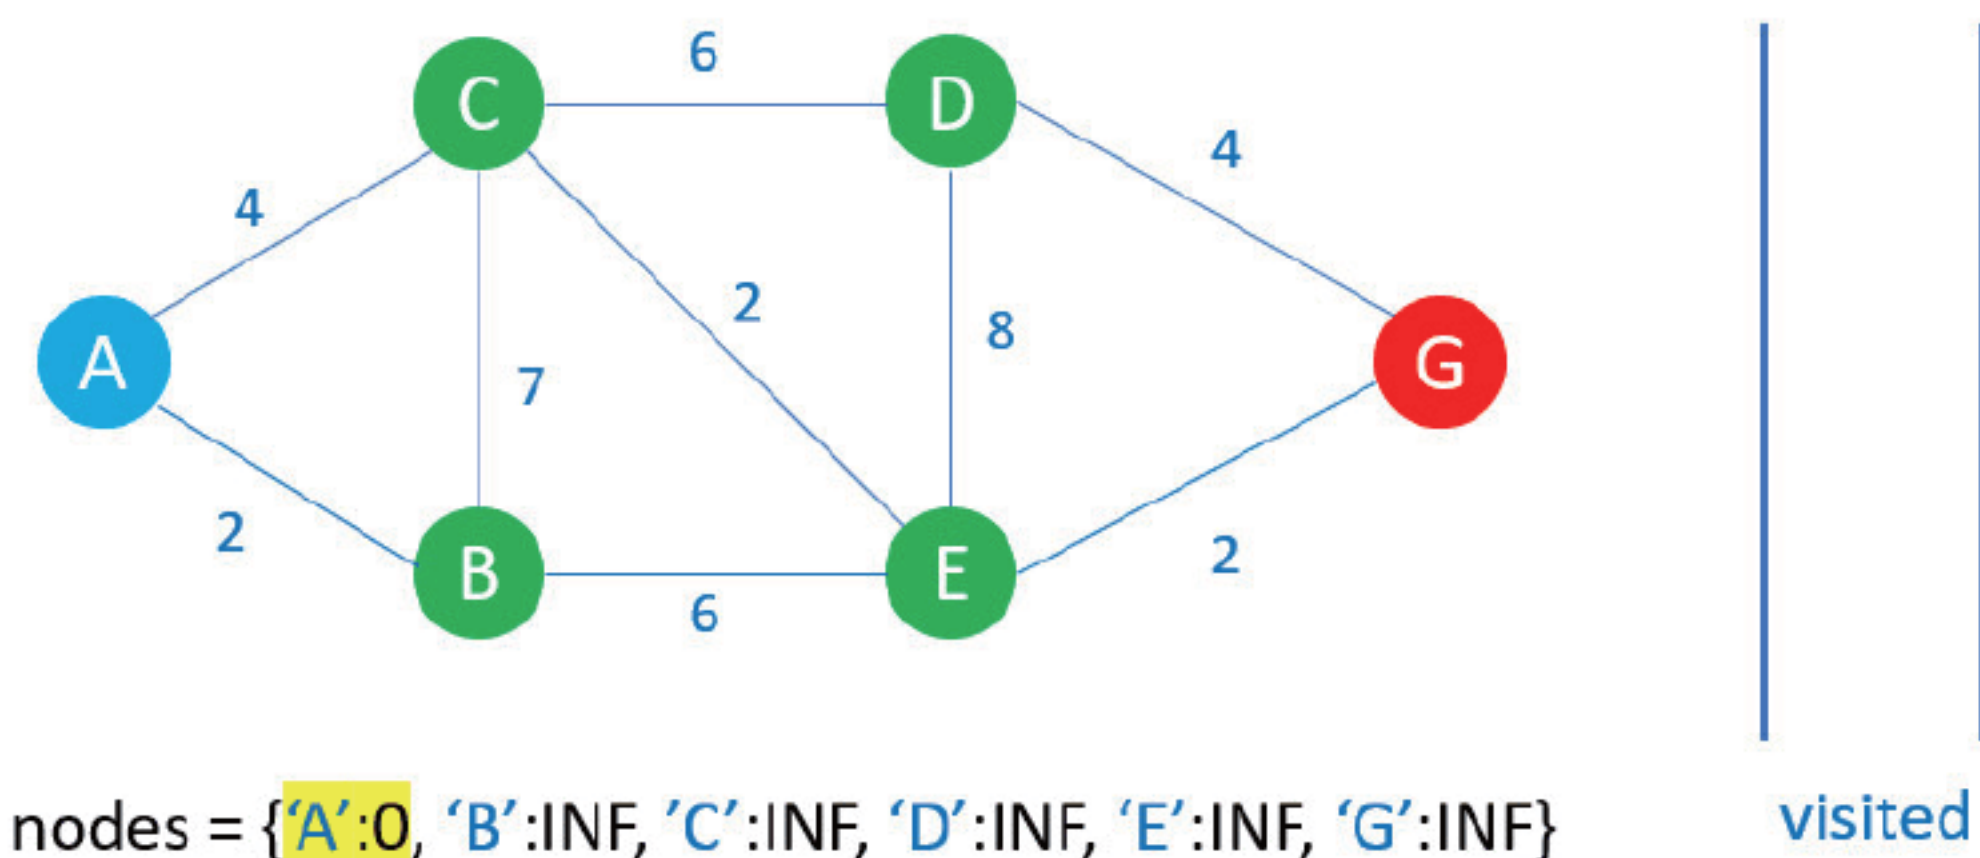 6
C
D
4
4
2
8
A
G
7
2
B
E
2
6
nodes = {‘A’:0, ‘B’:INF, ’C’:INF, ‘D’:INF, ‘E’:INF, ‘G’:INF}
visited